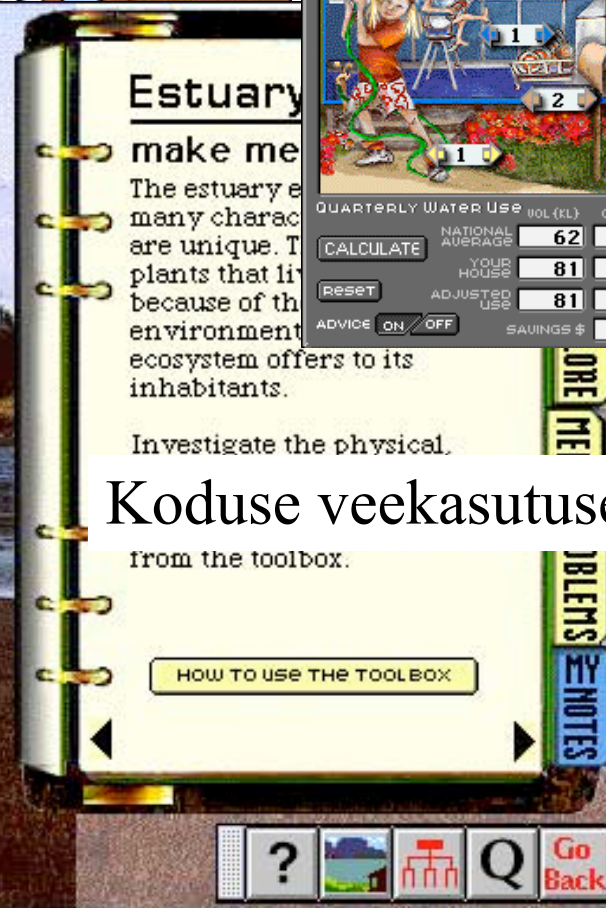 Estuary
make me
The estuary e
many charac
are unique. T
plants that li
because of th
environment
ecosystem offers to its
inhabitants.
Investigate the physical,
from the toolbox.
HOW TO USE THE TOOLBOX
1
2
1
QUARTERLY WATER USE VOL (KL)
CALCULATE NATIONAL AVERAGE 62
YOUR HOUSE 81
RESET ADJUSTED USE 81
ADVICE ON OFF SAVINGS $
LORE
ME
OBLEMS
MY NOTES
Koduse veekasutuse
?
Q
Go
Back